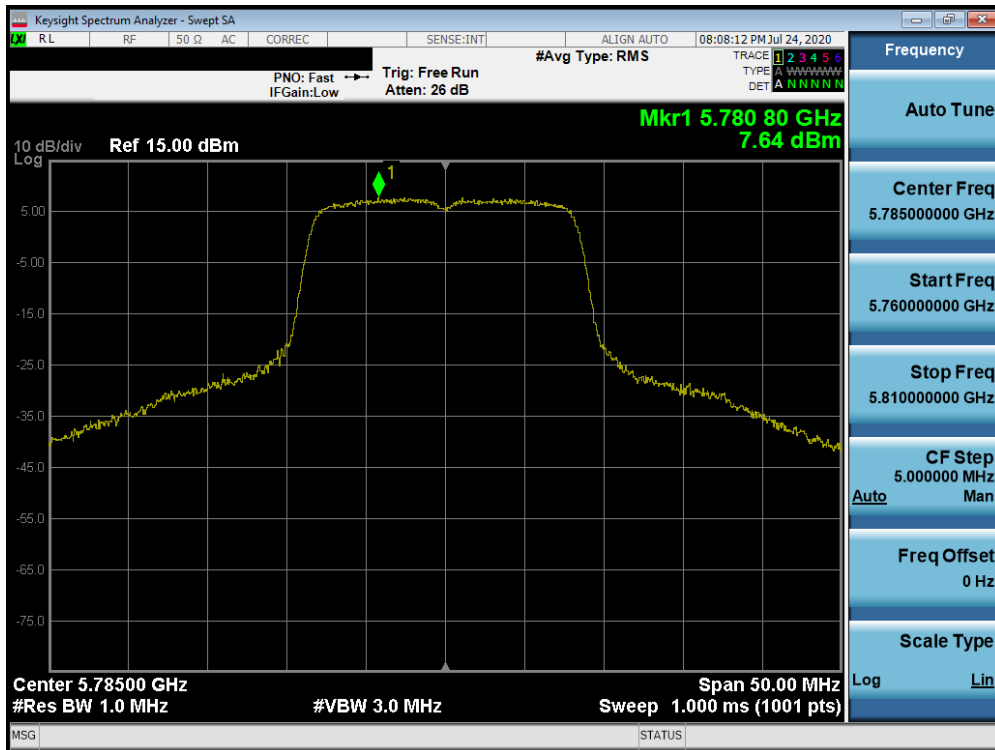 Keysight Spectrum Analyzer - Swept SA
LXI RL RF 50 Ω AC CORREC SENSE:INT ALIGN AUTO 08:08:12 PM Jul 24, 2020
#Avg Type: RMS TRACE 1 2 3 4 5 6
PNO: Fast Trig: Free Run TYPE A WWWWW
IFGain:Low Atten: 26 dB DET A N N N N N
Mkr1 5.780 80 GHz
7.64 dBm
10 dB/div Ref 15.00 dBm
Log
1
5.00
-5.00
-15.0
-25.0
-35.0
-45.0
-55.0
-65.0
-75.0
Center 5.78500 GHz Span 50.00 MHz
#Res BW 1.0 MHz #VBW 3.0 MHz Sweep 1.000 ms (1001 pts)
MSG STATUS
Frequency
Auto Tune
Center Freq
5.785000000 GHz
Start Freq
5.760000000 GHz
Stop Freq
5.810000000 GHz
CF Step
5.000000 MHz
Auto Man
Freq Offset
0 Hz
Scale Type
Log Lin